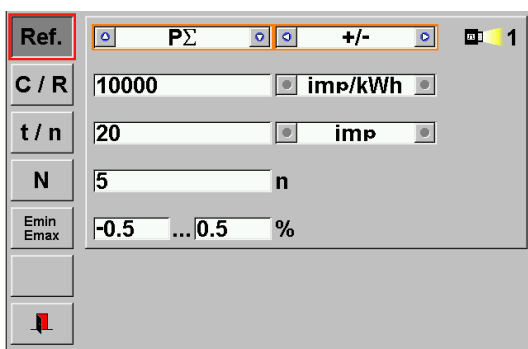 Ref. PΣ +/- 1
C / R 10000 imp/kWh
t / n 20 imp
N 5 n
Emin
Emax -0.5 ...0.5 %